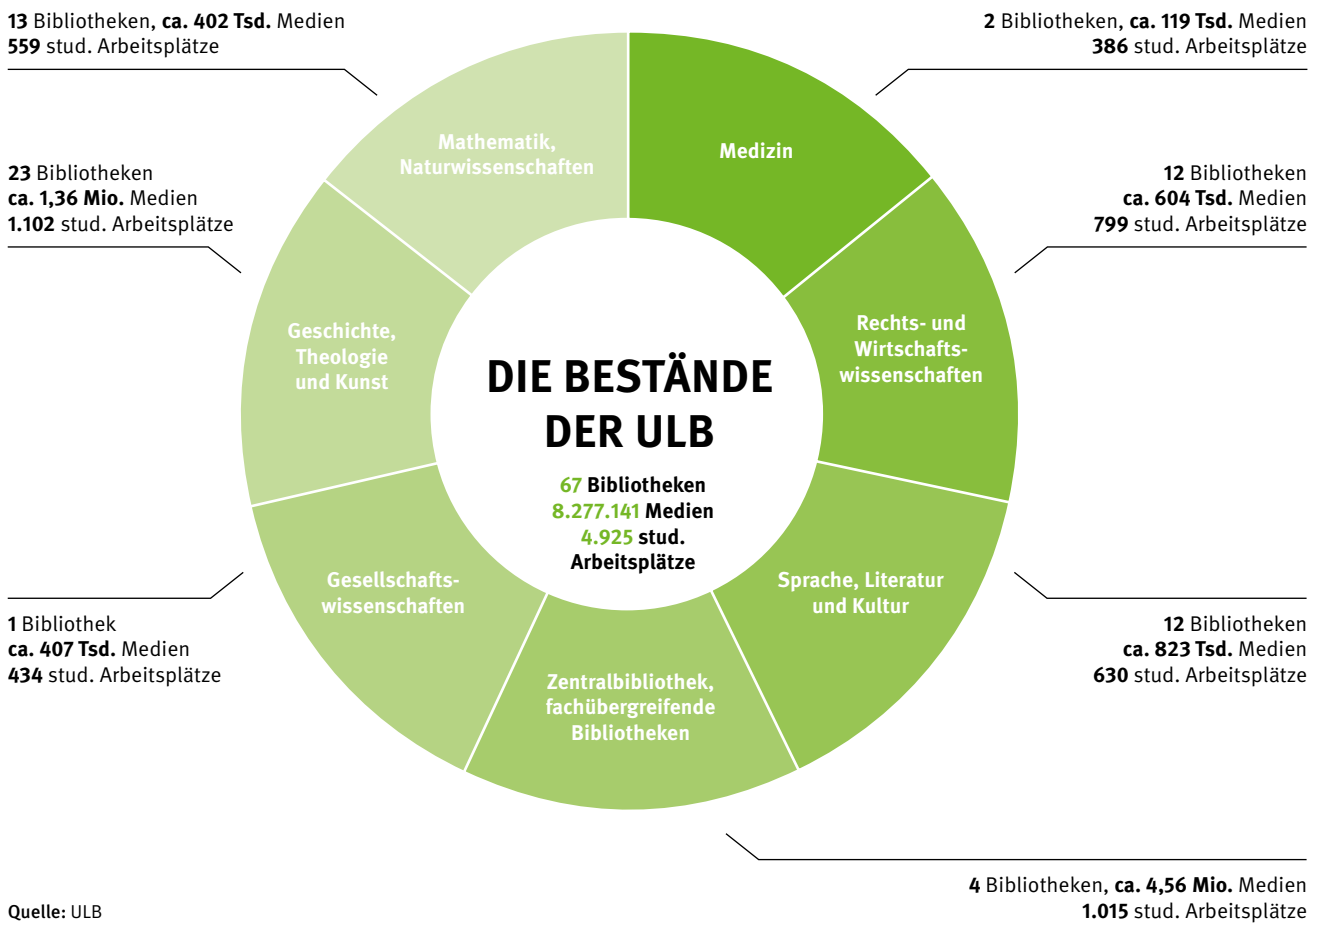 13 Bibliotheken, ca. 402 Tsd. Medien
559 stud. Arbeitsplätze
2 Bibliotheken, ca. 119 Tsd. Medien
386 stud. Arbeitsplätze
Mathematik,
Naturwissenschaften
Medizin
23 Bibliotheken
ca. 1,36 Mio. Medien
1.102 stud. Arbeitsplätze
12 Bibliotheken
ca. 604 Tsd. Medien
799 stud. Arbeitsplätze
Geschichte,
Theologie
und Kunst
Rechts- und
Wirtschafts-
wissenschaften
DIE BESTÄNDE
DER ULB
67 Bibliotheken
8.277.141 Medien
4.925 stud.
Arbeitsplätze
Gesellschafts-
wissenschaften
Sprache, Literatur
und Kultur
1 Bibliothek
ca. 407 Tsd. Medien
434 stud. Arbeitsplätze
12 Bibliotheken
ca. 823 Tsd. Medien
630 stud. Arbeitsplätze
Zentralbibliothek,
fachübergreifende
Bibliotheken
4 Bibliotheken, ca. 4,56 Mio. Medien
1.015 stud. Arbeitsplätze
Quelle: ULB